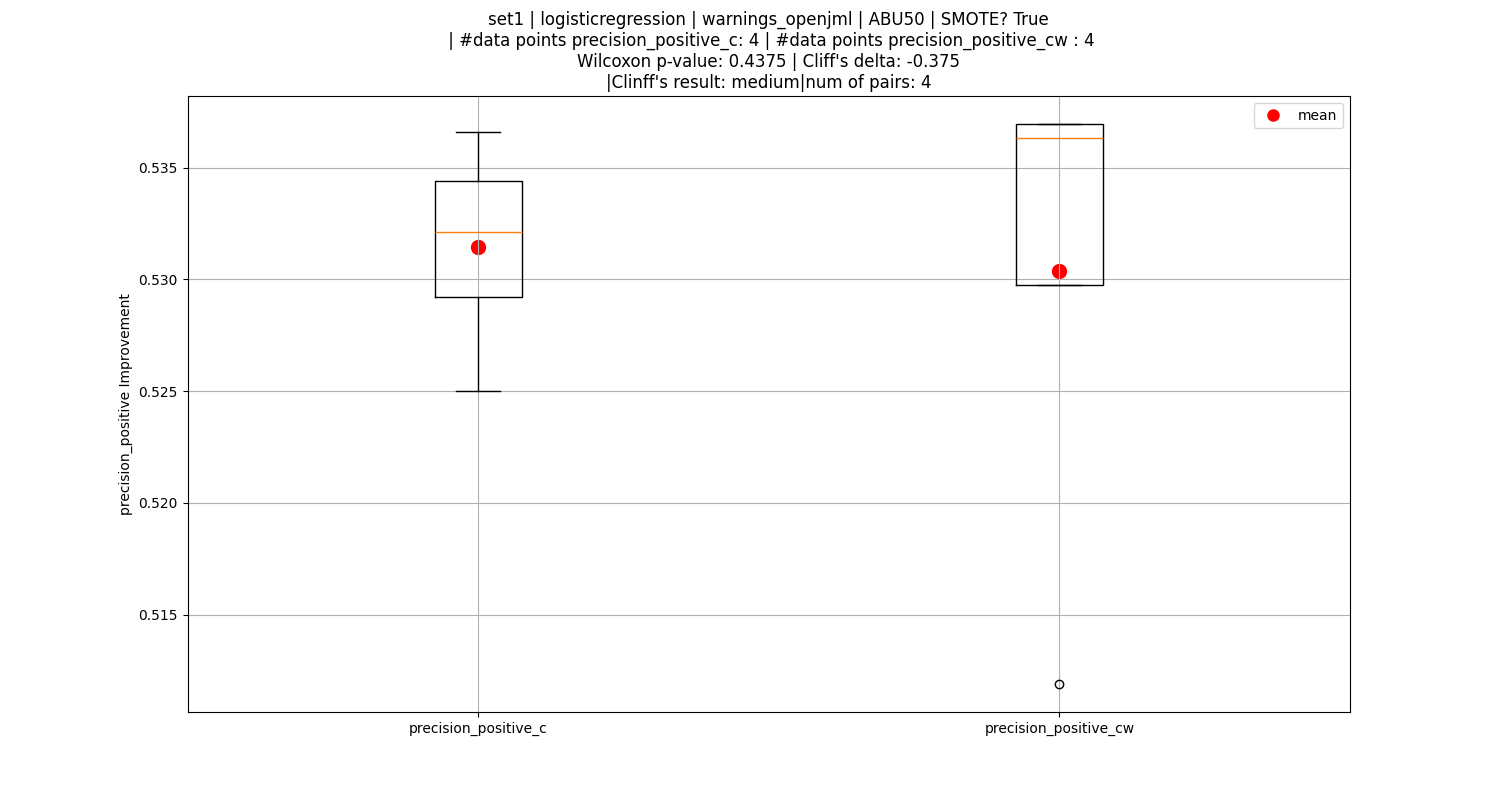 set1 | logisticregression | warnings_openjml | ABU50 | SMOTE? True
| #data points precision_positive_c: 4 | #data points precision_positive_cw : 4
Wilcoxon p-value: 0.4375 | Cliff's delta: -0.375
|Clinff's result: medium|num of pairs: 4
mean
0.535
0.530
0.525
0.520
0.515
precision_positive Improvement
precision_positive_c
precision_positive_cw